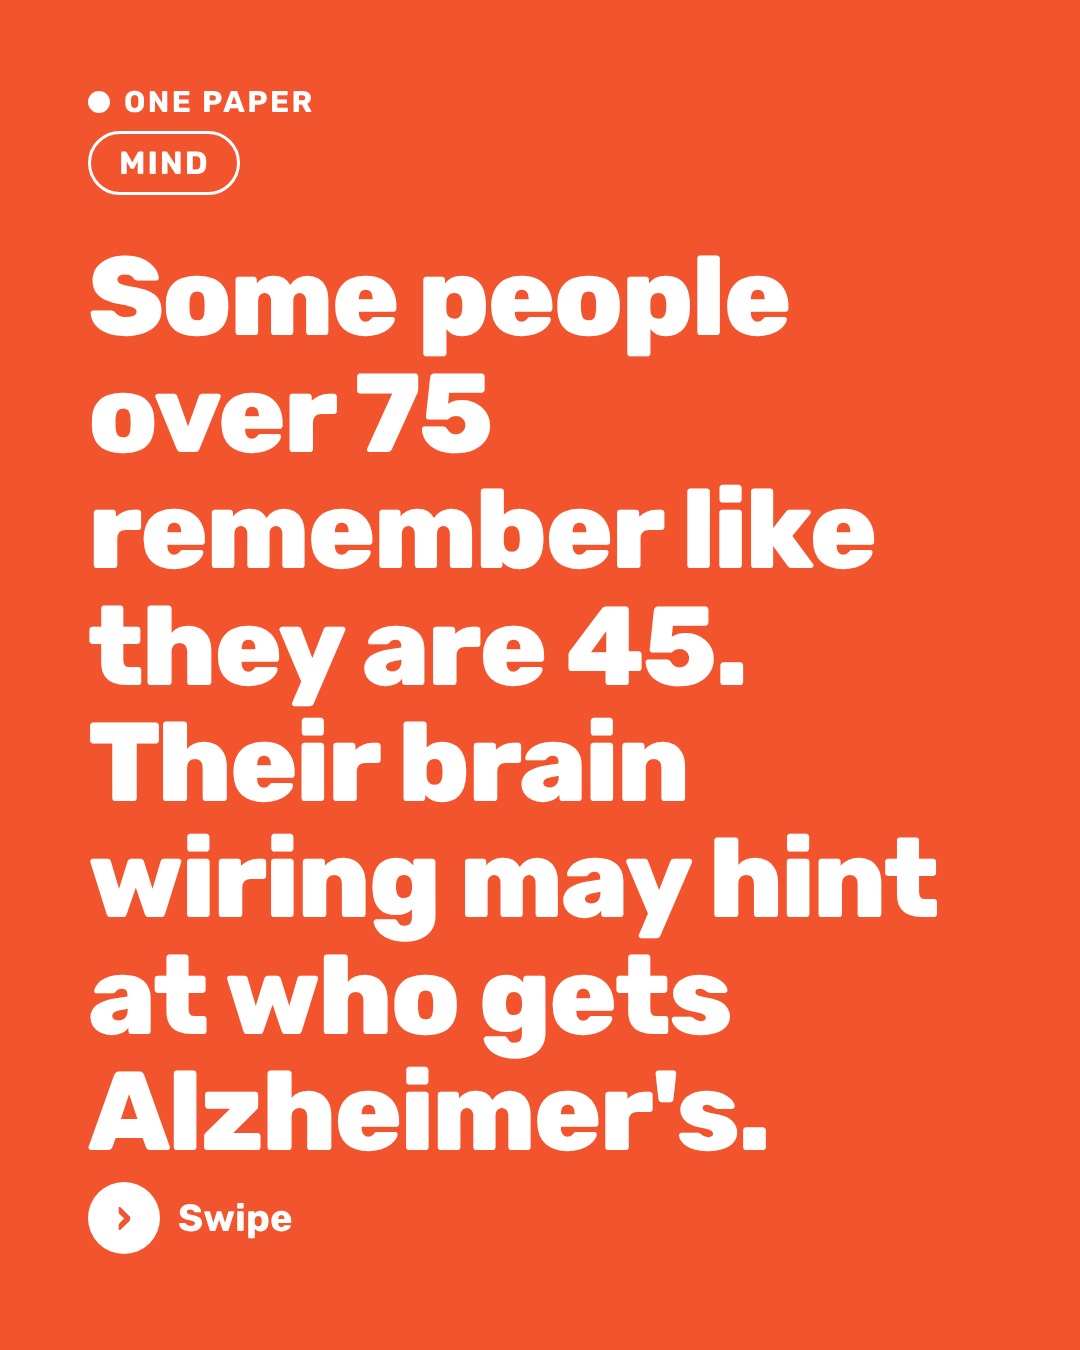 ONE PAPER
MIND
Some people
over 75
remember like
they are 45.
Their brain
wiring may hint
at who gets
Alzheimer's.
Swipe